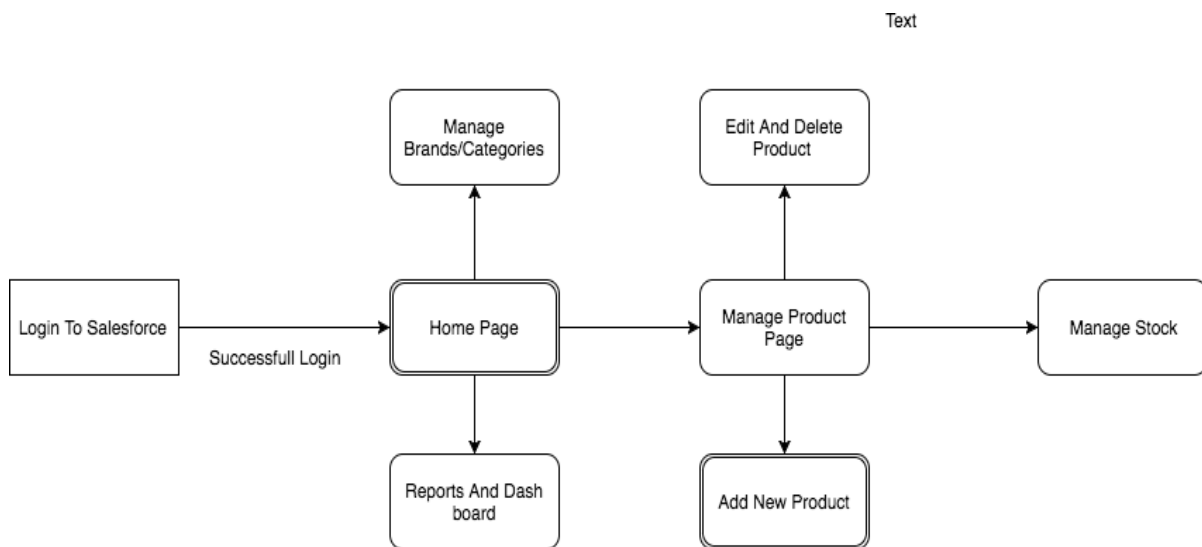 Text
Manage
Brands/Categories
Edit And Delete
Product
Login To Salesforce
Successfull Login
Home Page
Manage Product
Page
Manage Stock
Reports And Dash
board
Add New Product